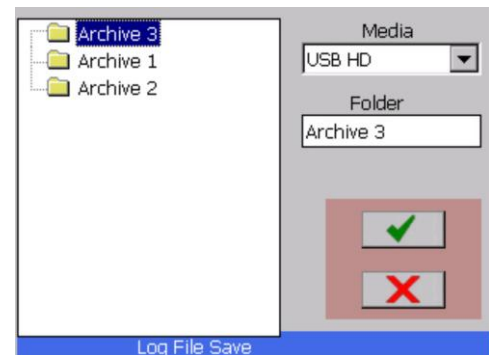 Archive 3
Archive 1
Archive 2
Media
USB HD
Folder
Archive 3
Log File Save